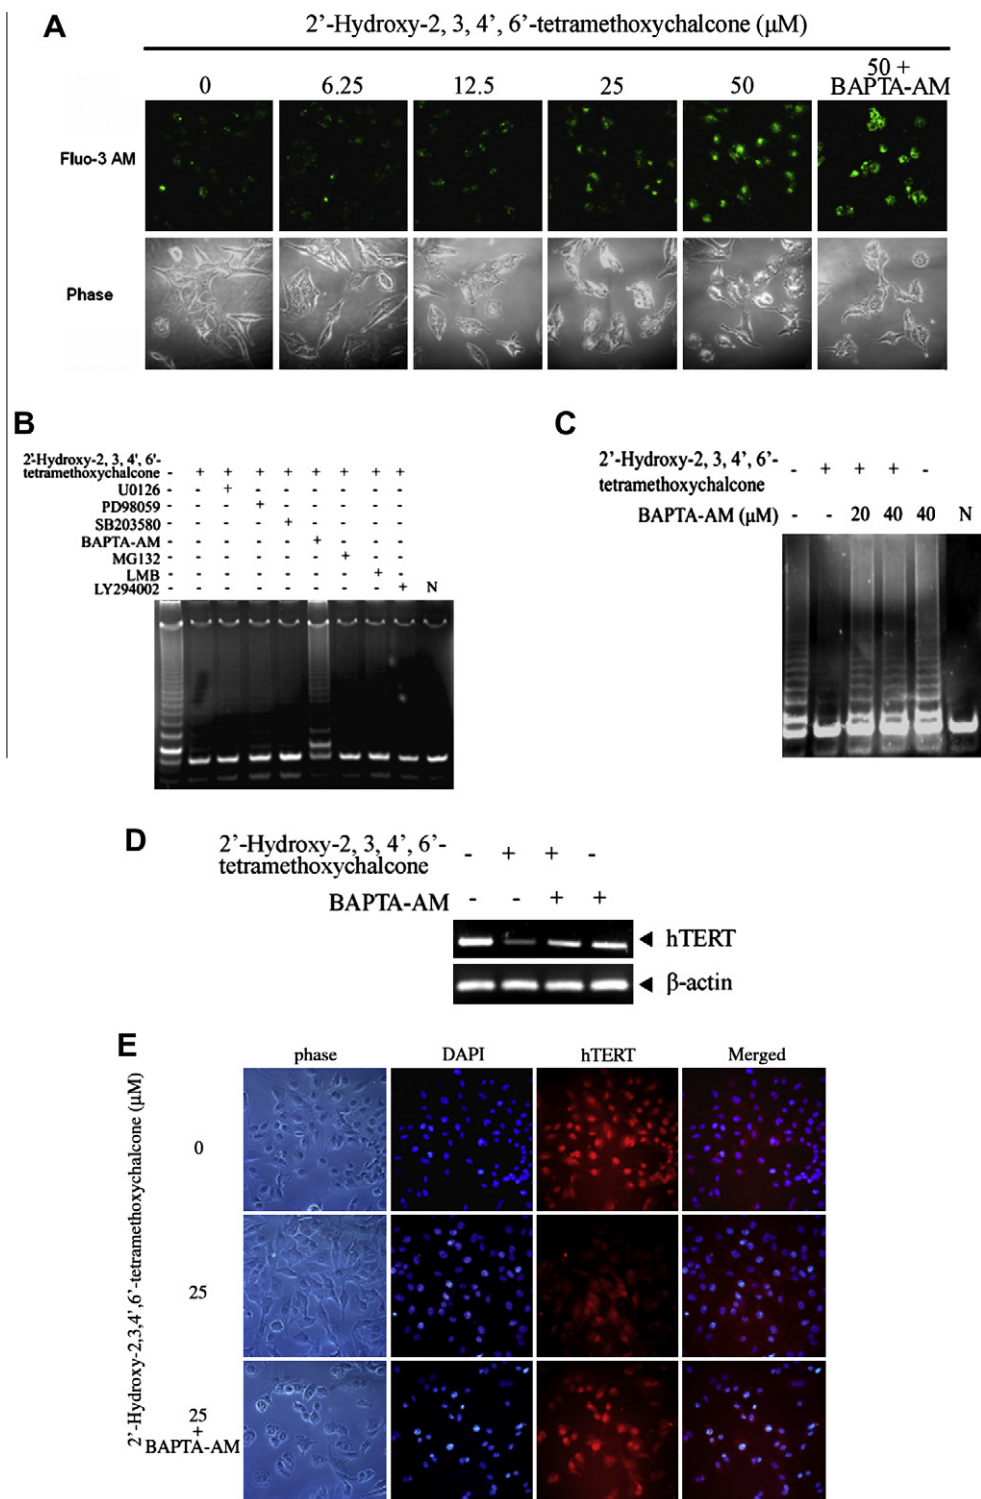 A
2’-Hydroxy-2, 3, 4’, 6’-tetramethoxychalcone (μM)
0 6.25 12.5 25 50 50 + BAPTA-AM
Fluo-3 AM
Phase
B
2'-Hydroxy-2, 3, 4', 6'-
tetramethoxychalcone - + + + + + + + +
U0126 - - + - - - - - -
PD98059 - - - + - - - - -
SB203580 - - - - + - - - -
BAPTA-AM - - - - - + - - -
MG132 - - - - - - + - -
LMB - - - - - - - + -
LY294002 - - - - - - - - + N
C
2’-Hydroxy-2, 3, 4’, 6’-
tetramethoxychalcone - + + + -
BAPTA-AM (μM) - - 20 40 40 N
D
2’-Hydroxy-2, 3, 4’, 6’-
tetramethoxychalcone - + + -
BAPTA-AM - - + +
hTERT
β-actin
E
phase DAPI hTERT Merged
2’-Hydroxy-2,3,4’,6’-tetramethoxychalcone (μM)
0
25
25
+
BAPTA-AM